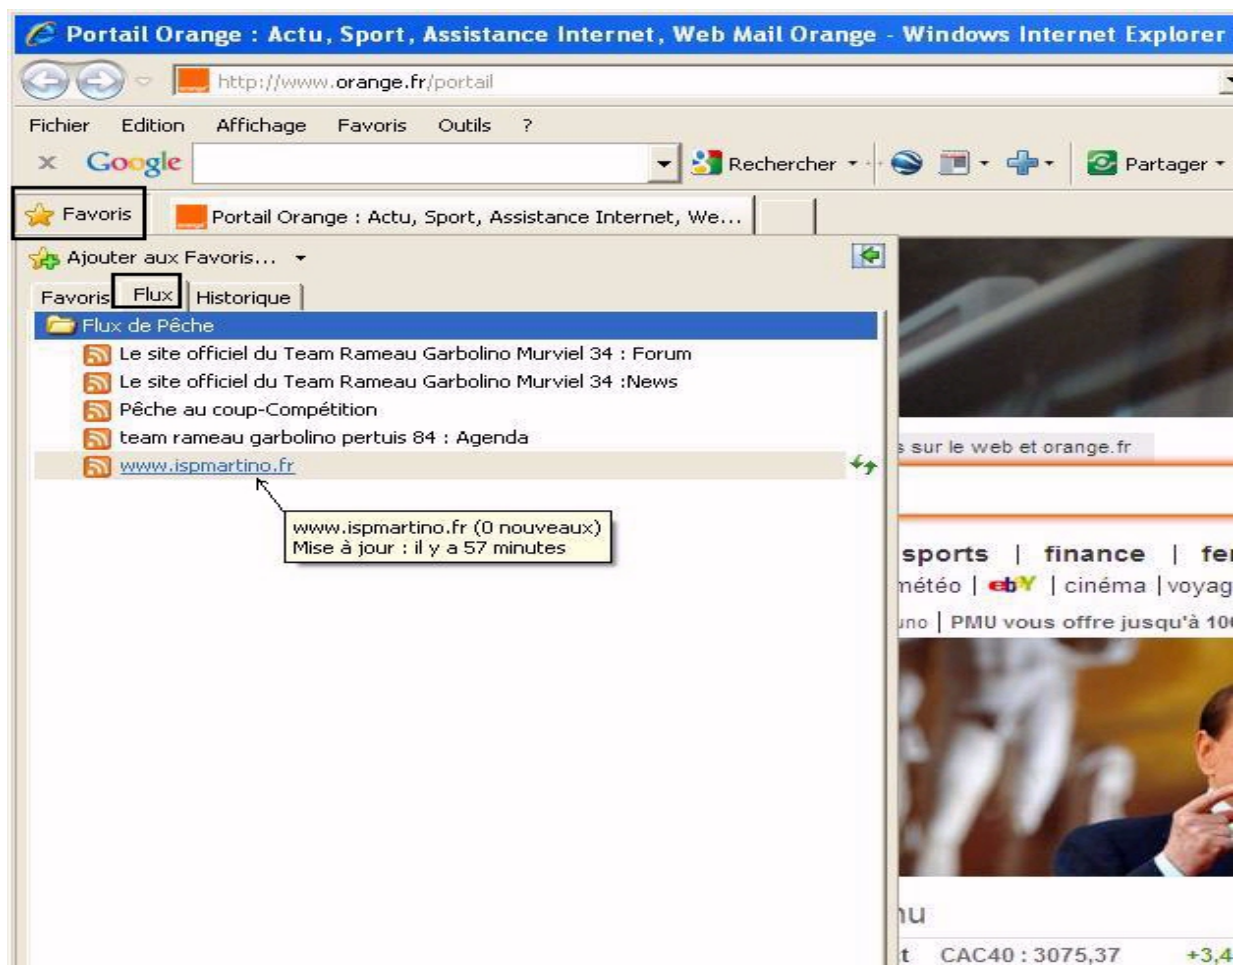 Portail Orange : Actu, Sport, Assistance Internet, Web Mail Orange - Windows Internet Explorer
http://www.orange.fr/portail
Fichier Edition Affichage Favoris Outils ?
x Google Rechercher Partager
Favoris Portail Orange : Actu, Sport, Assistance Internet, We...
Ajouter aux Favoris...
Favoris Flux Historique
Flux de Pêche
Le site officiel du Team Rameau Garbolino Murviel 34 : Forum
Le site officiel du Team Rameau Garbolino Murviel 34 :News
Pêche au coup-Compétition
team rameau garbolino pertuis 84 : Agenda
sur le web et orange.fr
www.ispmartino.fr
www.ispmartino.fr (0 nouveaux)
Mise à jour : il y a 57 minutes
sports | finance |
météo | ebY | cinéma |
PMU vous offre jusqu'à
CAC40 : 3075,37 +3,4